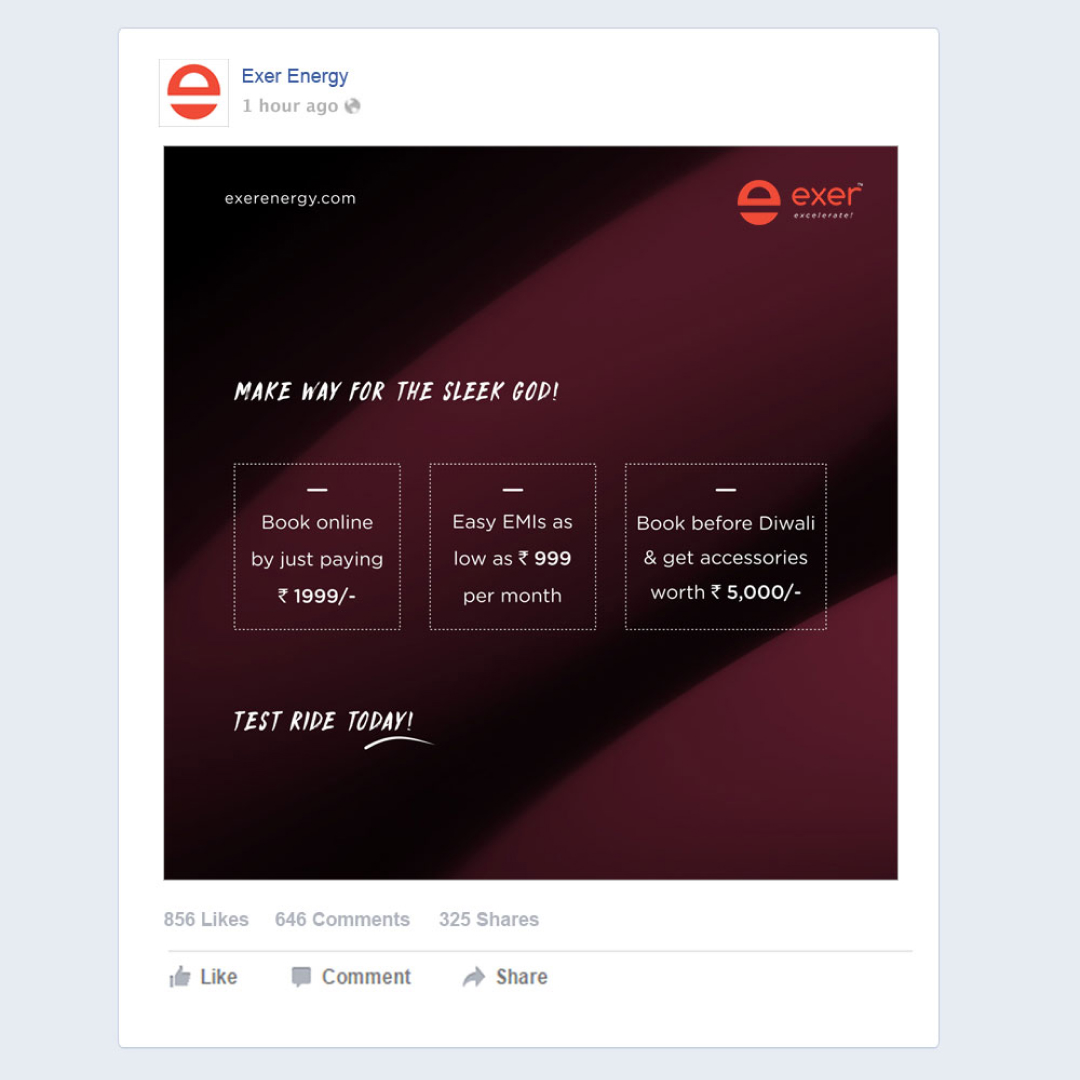 Exer Energy
1 hour ago
exerenergy.com
exer™
excelerate!
MAKE WAY FOR THE SLEEK GOD!
Book online
by just paying
₹ 1999/-
Easy EMIs as
low as ₹ 999
per month
Book before Diwali
& get accessories
worth ₹ 5,000/-
TEST RIDE TODAY!
856 Likes 646 Comments 325 Shares
Like Comment Share